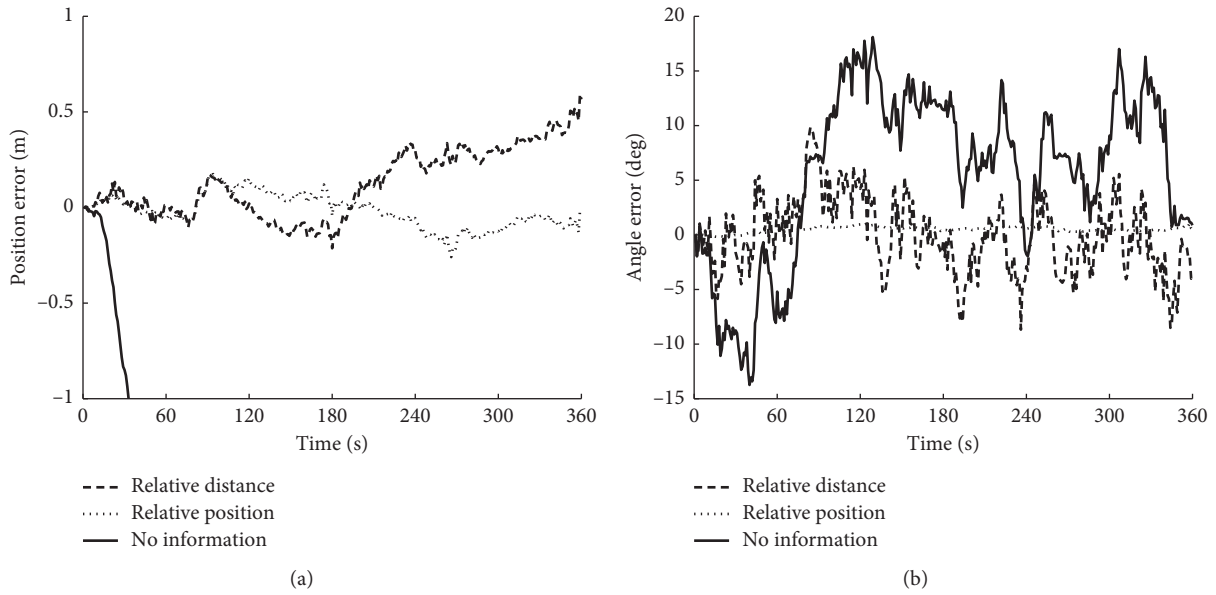 1
0.5
0
−0.5
−1
Position error (m)
0 60 120 180 240 300 360
Time (s)
Relative distance
Relative position
No information
(a)
20
15
10
5
0
−5
−10
−15
Angle error (deg)
0 60 120 180 240 300 360
Time (s)
Relative distance
Relative position
No information
(b)